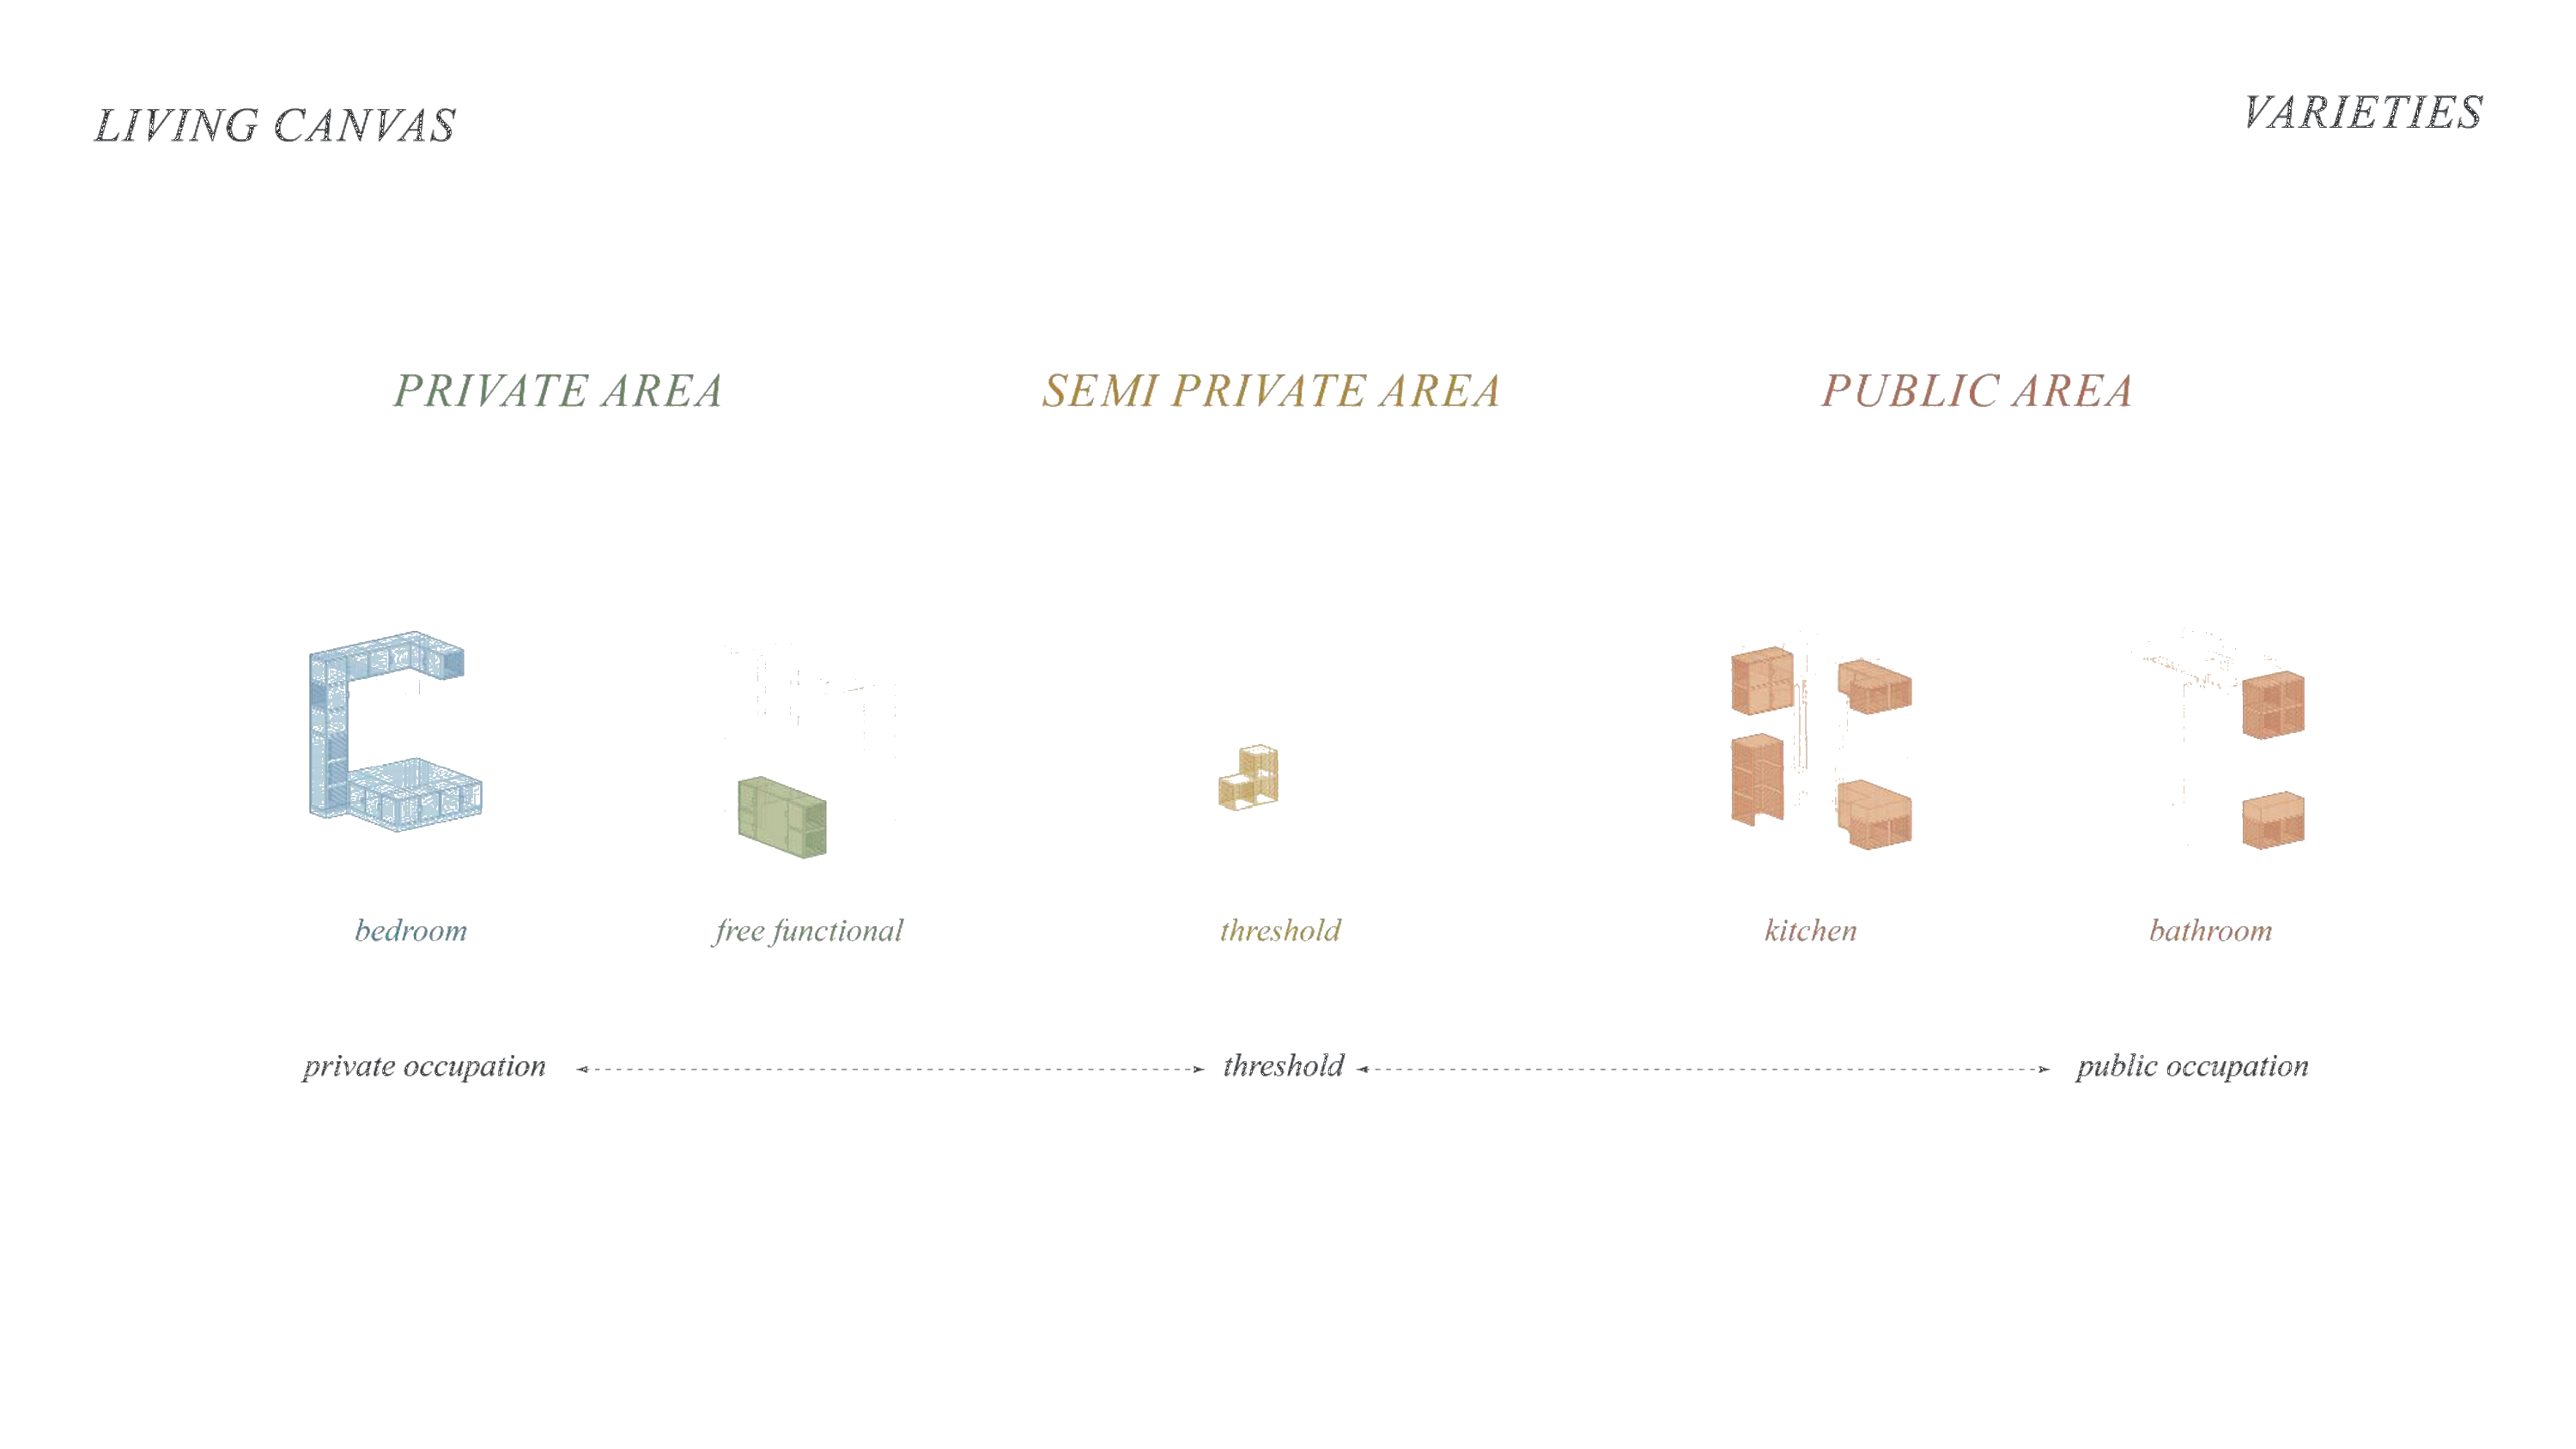 LIVING CANVAS
VARIETIES
PRIVATE AREA
SEMI PRIVATE AREA
PUBLIC AREA
bedroom
free functional
threshold
kitchen
bathroom
private occupation
threshold
public occupation